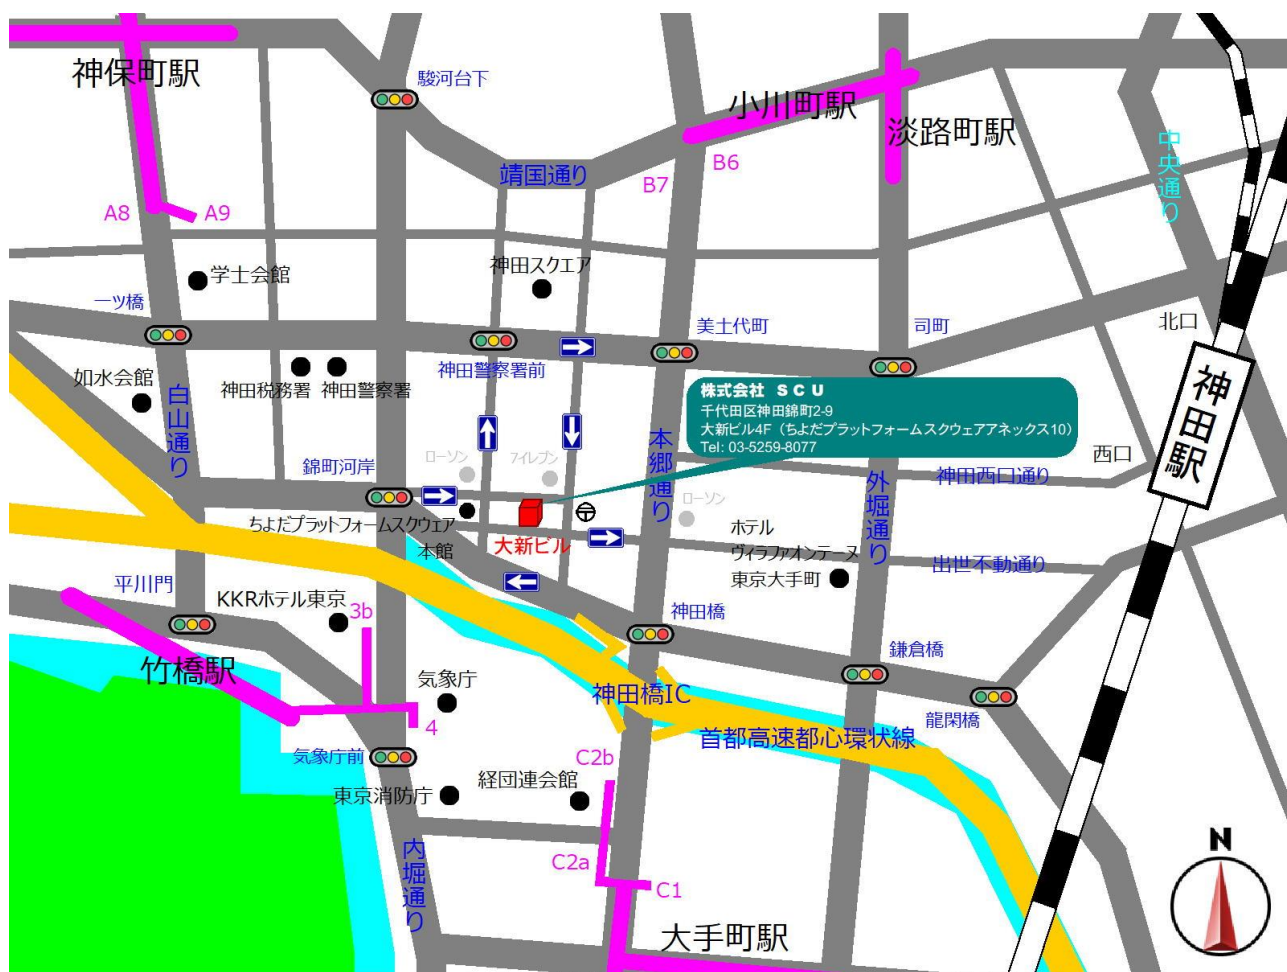 神保町駅
駿河台下
小川町駅
淡路町駅
中央通り
靖国通り
B6
B7
A8
A9
学士会館
神田スクエア
一ツ橋
美土代町
司町
北口
如水会館
神田税務署
神田警察署
神田警察署前
白山通り
株式会社 SCU
千代田区神田錦町2-9
大新ビル4F（ちよだプラットフォームスクウェアアネックス10）
Tel: 03-5259-8077
神田駅
本郷通り
西口
錦町河岸
ローソン
7イレブン
神田西口通り
外堀通り
ローソン
ちよだプラットフォームスクウェア
本館
大新ビル
ホテル
ヴィラフォンテーヌ
東京大手町
出世不動通り
平川門
KKRホテル東京
3b
神田橋
鎌倉橋
竹橋駅
気象庁
神田橋IC
4
龍閑橋
首都高速都心環状線
気象庁前
C2b
東京消防庁
経団連会館
内堀通り
C2a
C1
大手町駅
N